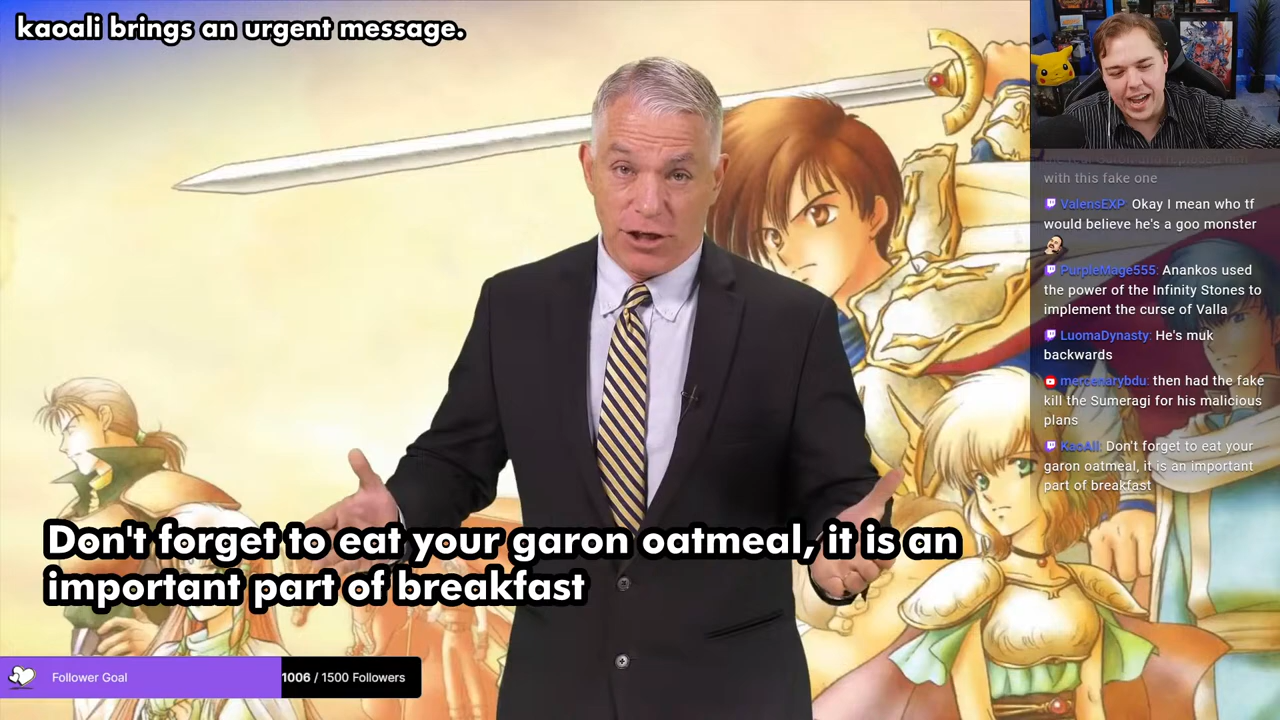 kaoali brings an urgent message.
with this fake one
ValensEXP: Okay I mean who tf
would believe he's a goo monster
PurpleMage555: Anankos used
the power of the Infinity Stones to
implement the curse of Valla
LuomaDynasty: He's muk
backwards
mercenarybdu: then had the fake
kill the Sumeragi for his malicious
plans
KaoAli: Don't forget to eat your
garon oatmeal, it is an important
part of breakfast
Don't forget to eat your garon oatmeal, it is an
important part of breakfast
Follower Goal
1006 / 1500 Followers